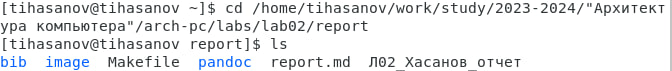 [tihasanov@tihasanov ~]$ cd /home/tihasanov/work/study/2023-2024/"Архитект
ура компьютера"/arch-pc/labs/lab02/report
[tihasanov@tihasanov report]$ ls
bib  image  Makefile  pandoc  report.md  Л02_Хасанов_отчет